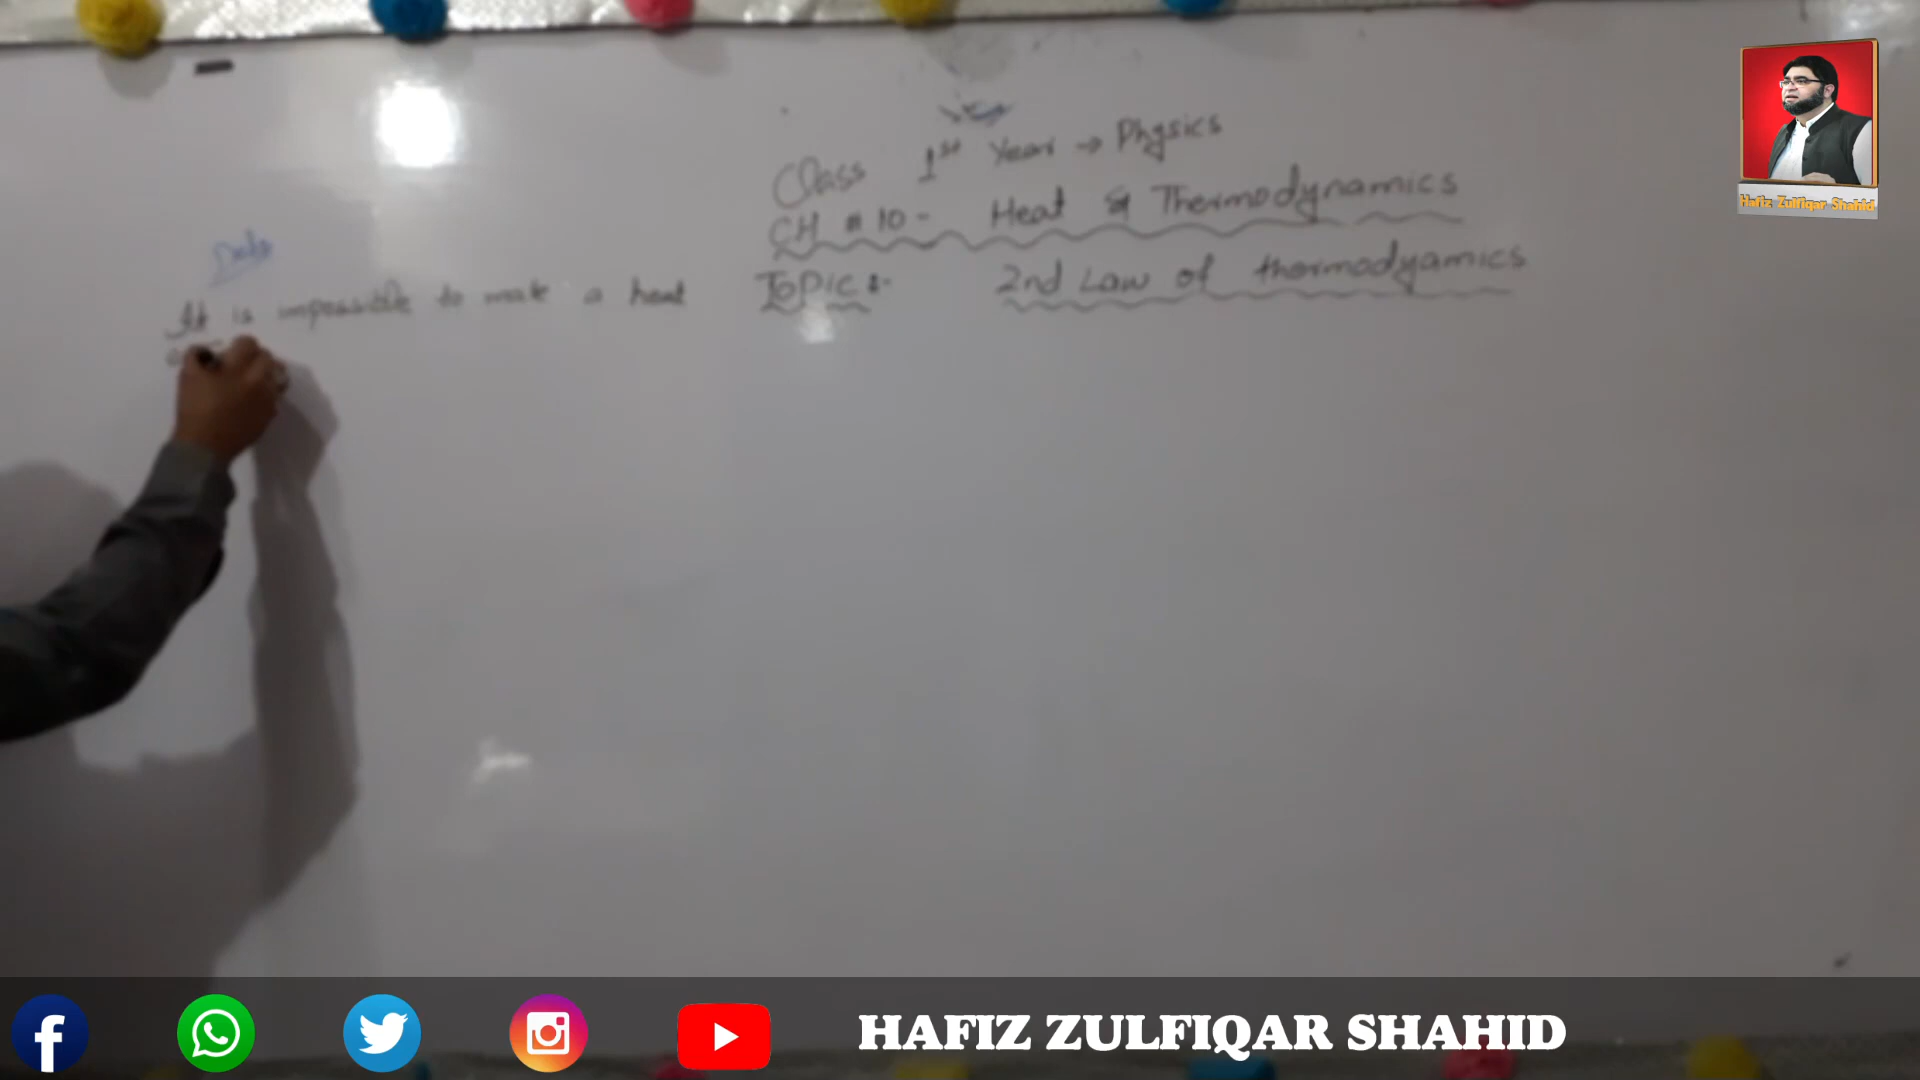 Class 1st Year → Physics
CH # 10 - Heat & Thermodynamics
Topic :- 2nd Law of thermodyamics
It is impossible to make a heat
Hafiz Zulfiqar Shahid
HAFIZ ZULFIQAR SHAHID